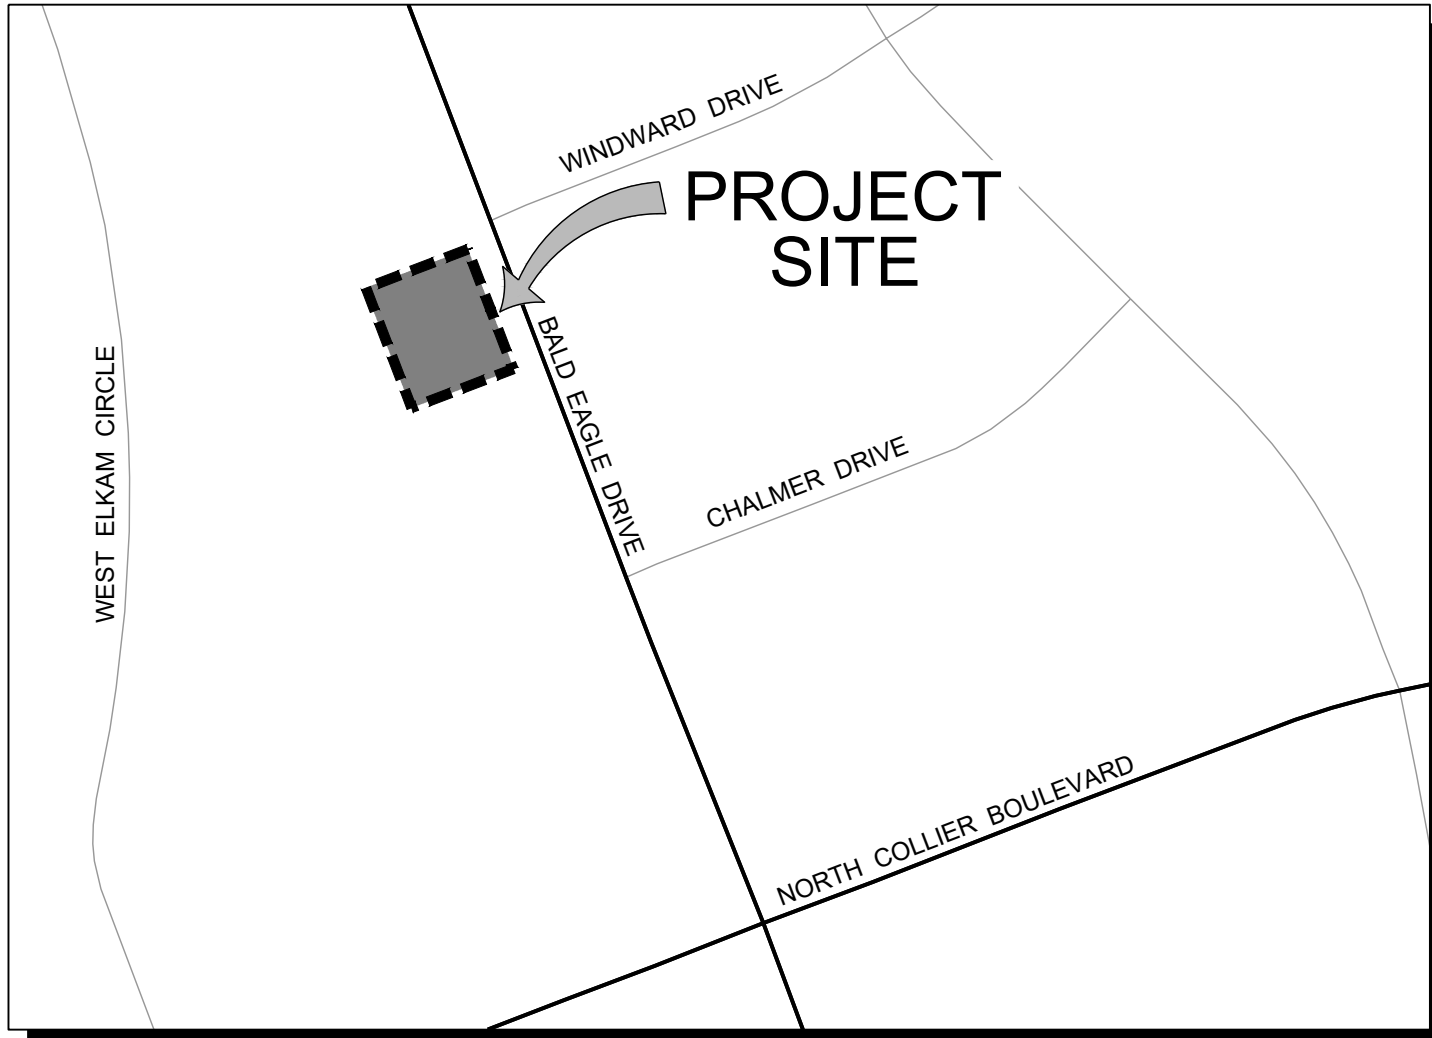 WINDWARD DRIVE
PROJECT
SITE
BALD EAGLE DRIVE
WEST ELKAM CIRCLE
CHALMER DRIVE
NORTH COLLIER BOULEVARD